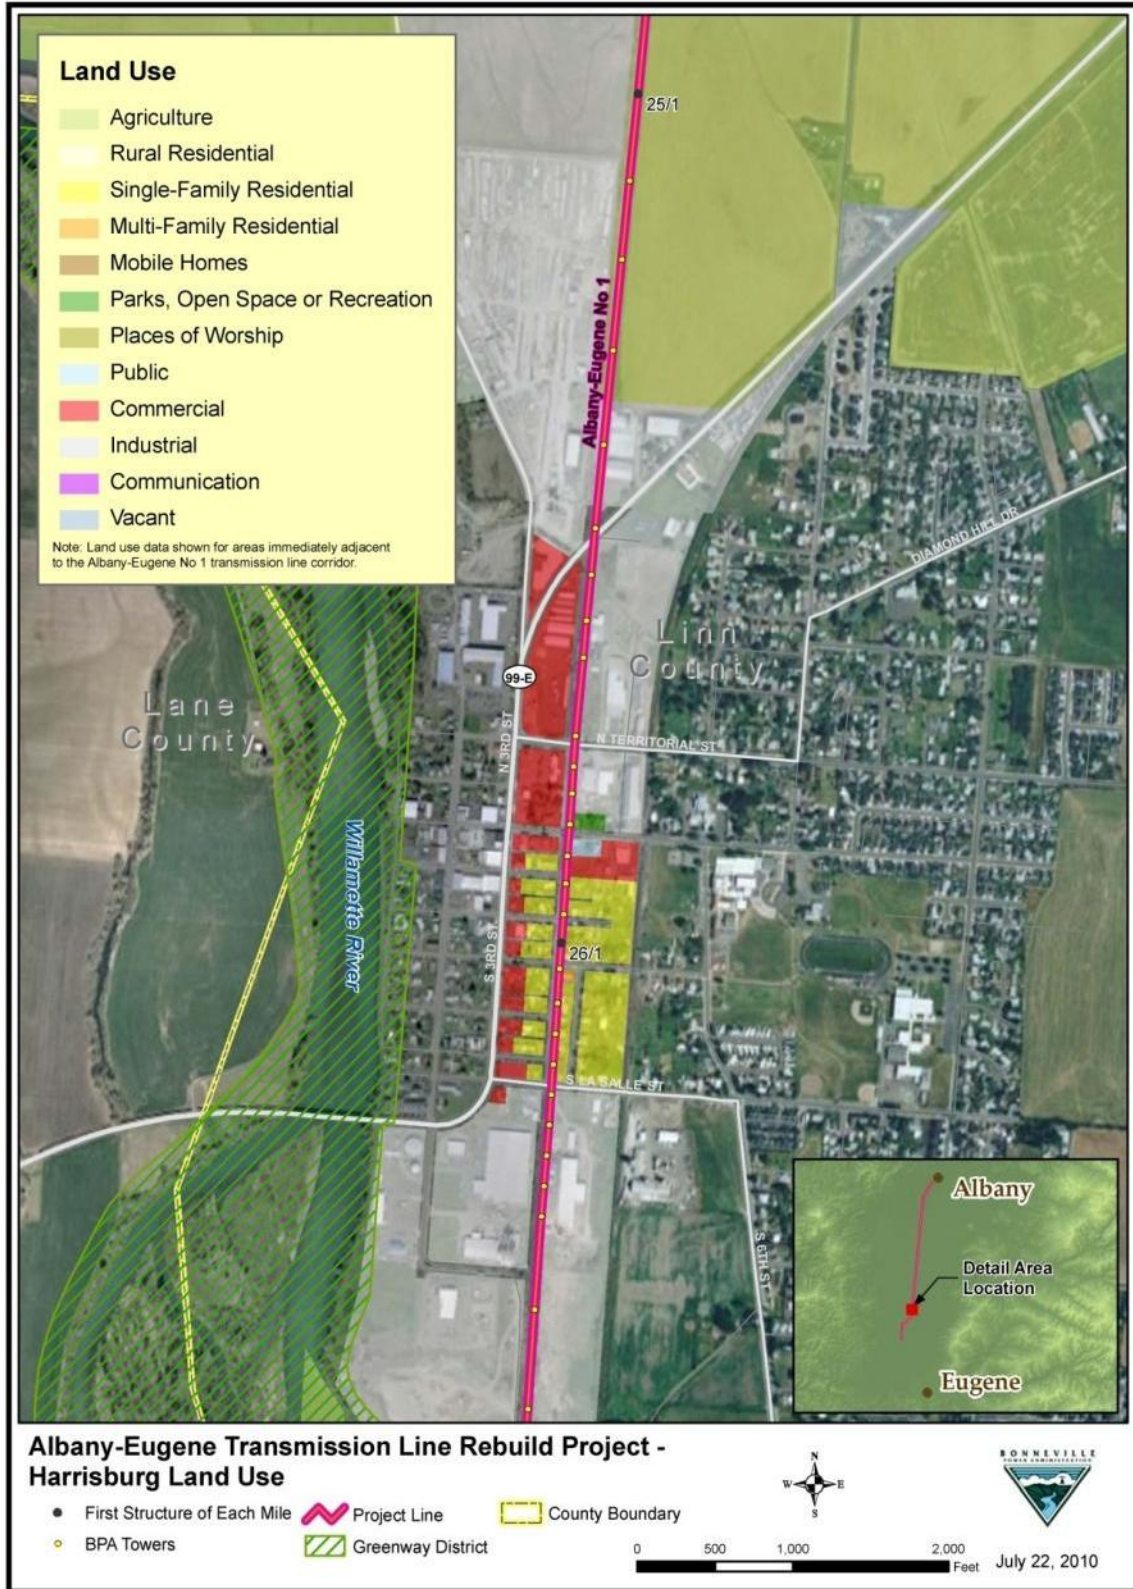 Land Use
Agriculture
Rural Residential
Single-Family Residential
Multi-Family Residential
Mobile Homes
Parks, Open Space or Recreation
Places of Worship
Public
Commercial
Industrial
Communication
Vacant
Note: Land use data shown for areas immediately adjacent
to the Albany-Eugene No 1 transmission line corridor.
25/1
Albany-Eugene No 1
DIAMOND HILL DR
Linn
County
Lane
County
99-E
N 3RD ST
N TERRITORIAL ST
Willamette River
S 3RD ST
26/1
S LA SALLE ST
S 6TH ST
Albany
Detail Area
Location
Eugene
Albany-Eugene Transmission Line Rebuild Project -
Harrisburg Land Use
First Structure of Each Mile
Project Line
County Boundary
BPA Towers
Greenway District
N
W E
S
0 500 1,000 2,000
Feet
BONNEVILLE
POWER ADMINISTRATION
July 22, 2010